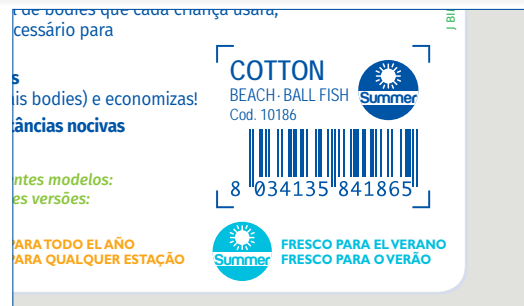 de bodies que cada criança usará,
cessário para
s
ais bodies) e economizas!
âncias nocivas
ntes modelos:
es versões:
PARA TODO EL AÑO
PARA QUALQUER ESTAÇÃO
COTTON
BEACH · BALL FISH
Cod. 10186
Summer
8 034135 841865
Summer
FRESCO PARA EL VERANO
FRESCO PARA O VERÃO